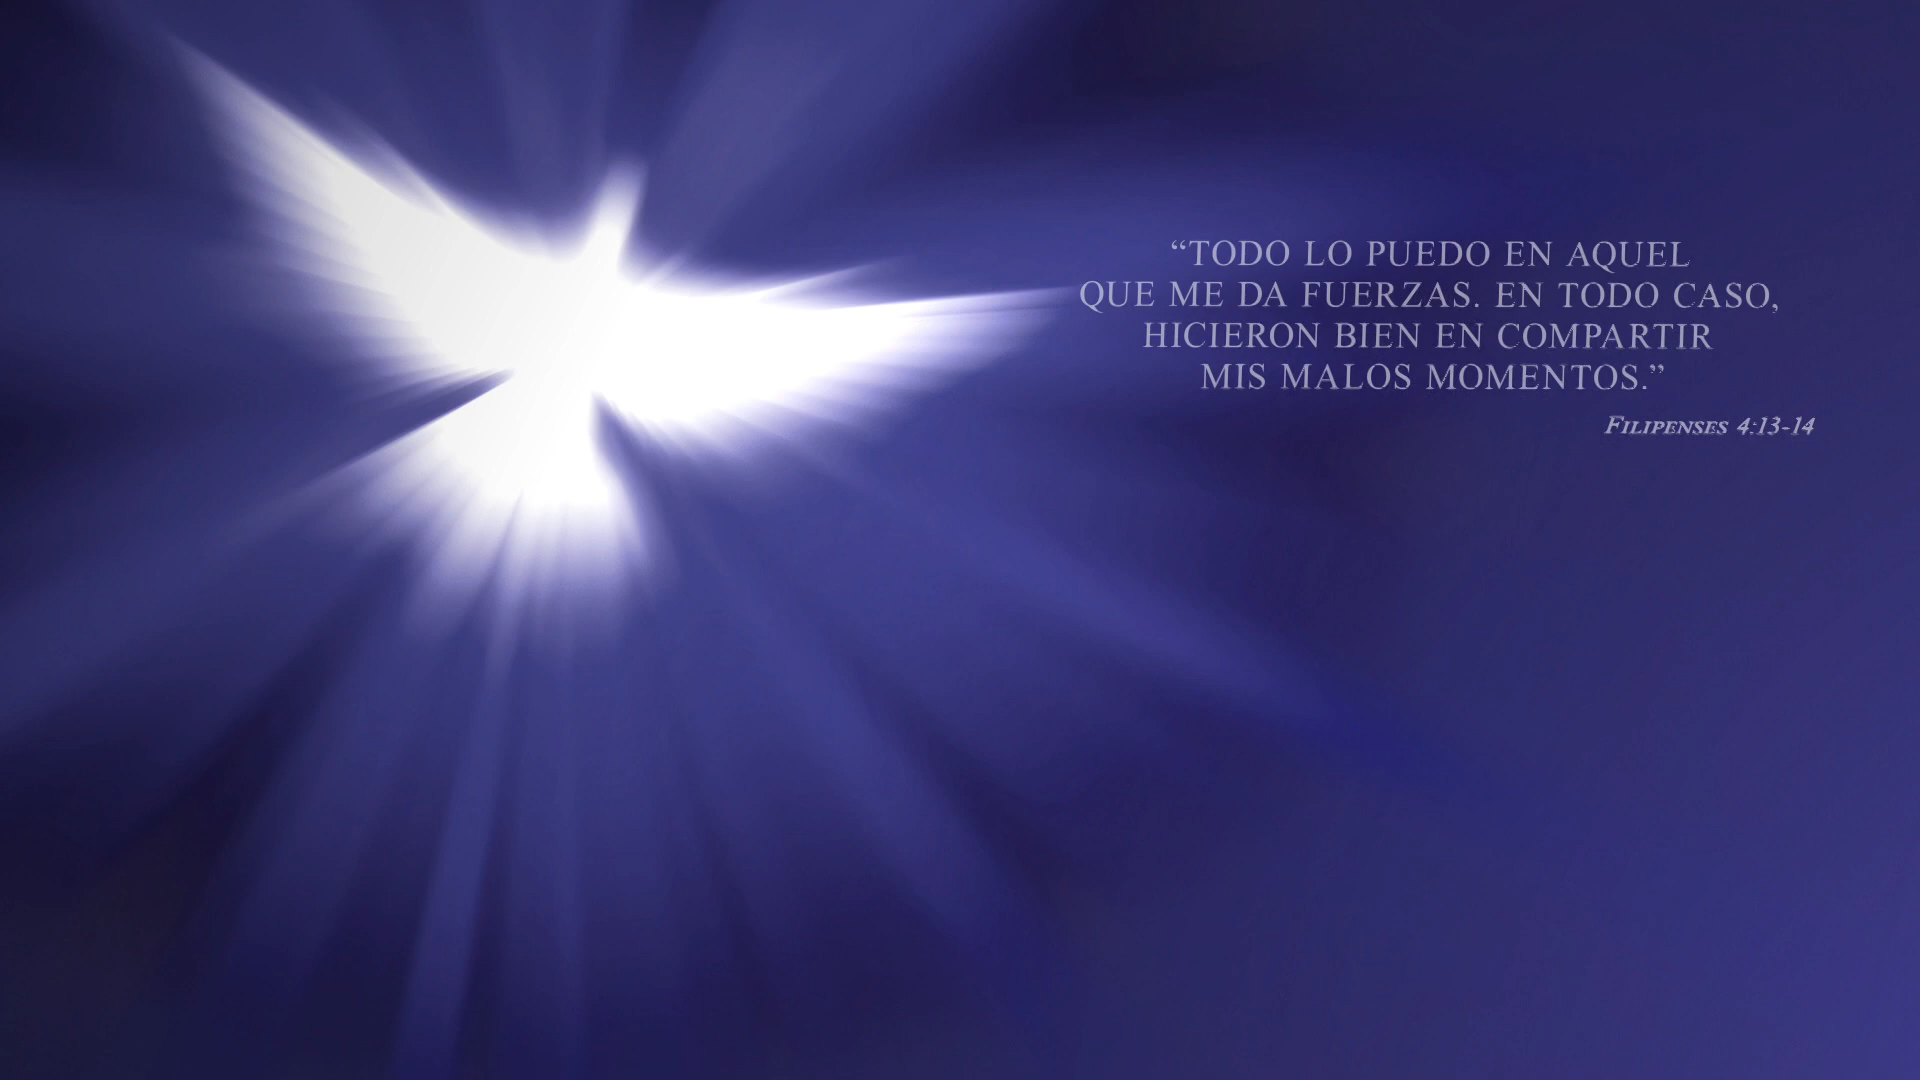 “TODO LO PUEDO EN AQUEL
QUE ME DA FUERZAS. EN TODO CASO,
HICIERON BIEN EN COMPARTIR
MIS MALOS MOMENTOS.”
FILIPENSES 4:13-14